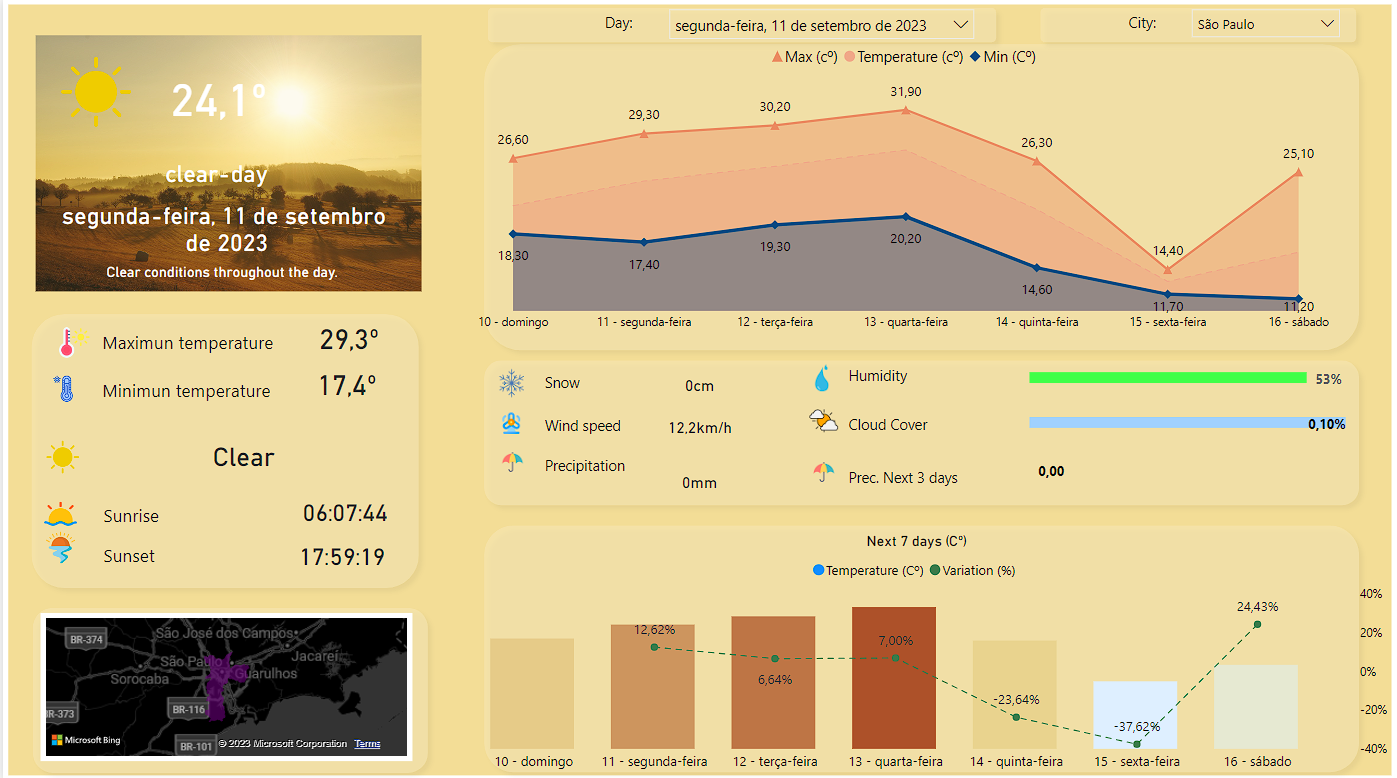 Day:
segunda-feira, 11 de setembro de 2023
City:
São Paulo
24,1º
clear-day
segunda-feira, 11 de setembro
de 2023
Clear conditions throughout the day.
Maximun temperature
29,3º
Minimun temperature
17,4º
Clear
Sunrise
06:07:44
Sunset
17:59:19
BR-374
São José dos Campos
São Paulo
Jacareí
Sorocaba
Guarulhos
BR-116
BR-373
BR-101
Microsoft Bing
© 2023 Microsoft Corporation Terms
Max (cº) Temperature (cº) Min (Cº)
26,60
29,30
30,20
31,90
26,30
14,40
25,10
18,30
17,40
19,30
20,20
14,60
11,70
11,20
10 - domingo
11 - segunda-feira
12 - terça-feira
13 - quarta-feira
14 - quinta-feira
15 - sexta-feira
16 - sábado
Snow
0cm
Wind speed
12,2km/h
Precipitation
0mm
Humidity
53%
Cloud Cover
0,10%
Prec. Next 3 days
0,00
Next 7 days (Cº)
Temperature (Cº) Variation (%)
12,62%
6,64%
7,00%
-23,64%
-37,62%
24,43%
40%
20%
0%
-20%
-40%
10 - domingo
11 - segunda-feira
12 - terça-feira
13 - quarta-feira
14 - quinta-feira
15 - sexta-feira
16 - sábado